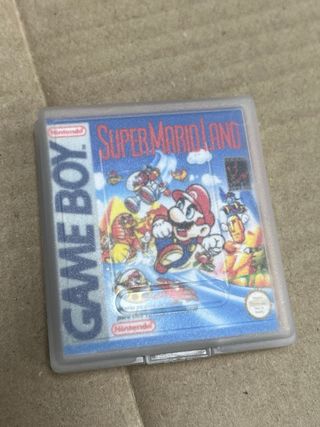 Nintendo
GAME BOY
SUPER MARIO LAND
Nintendo